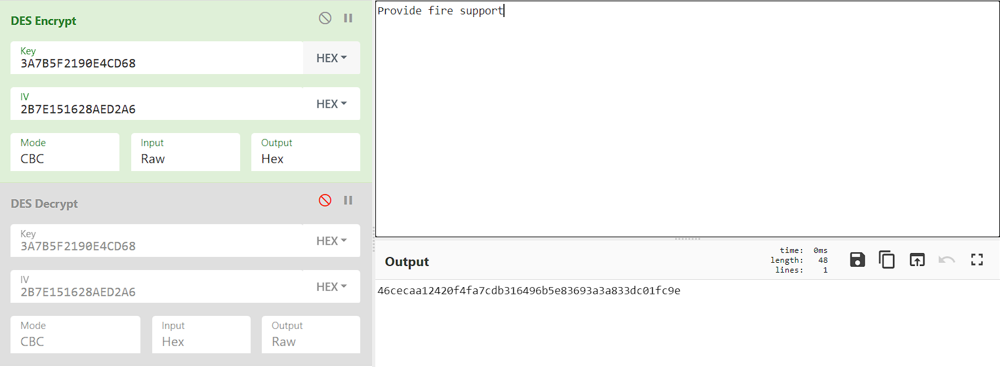 DES Encrypt
Key
3A7B5F2190E4CD68
HEX
IV
2B7E151628AED2A6
HEX
Mode
CBC
Input
Raw
Output
Hex
DES Decrypt
Key
3A7B5F2190E4CD68
HEX
IV
2B7E151628AED2A6
HEX
Mode
CBC
Input
Hex
Output
Raw
Provide fire support
Output
time: 0ms
length: 48
lines: 1
46cecaa12420f4fa7cdb316496b5e83693a3a833dc01fc9e